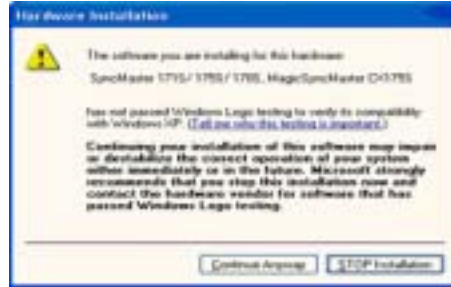 Hardware Installation
The software you are installing for this hardware:
SyncMaster 171S/ 175S/ 178S, MagicSyncMaster CX175S
has not passed Windows Logo testing to verify its compatibility
with Windows XP. (Tell me why this testing is important.)
Continuing your installation of this software may impair
or destabilize the correct operation of your system
either immediately or in the future. Microsoft strongly
recommends that you stop this installation now and
contact the hardware vendor for software that has
passed Windows Logo testing.
Continue Anyway
STOP Installation